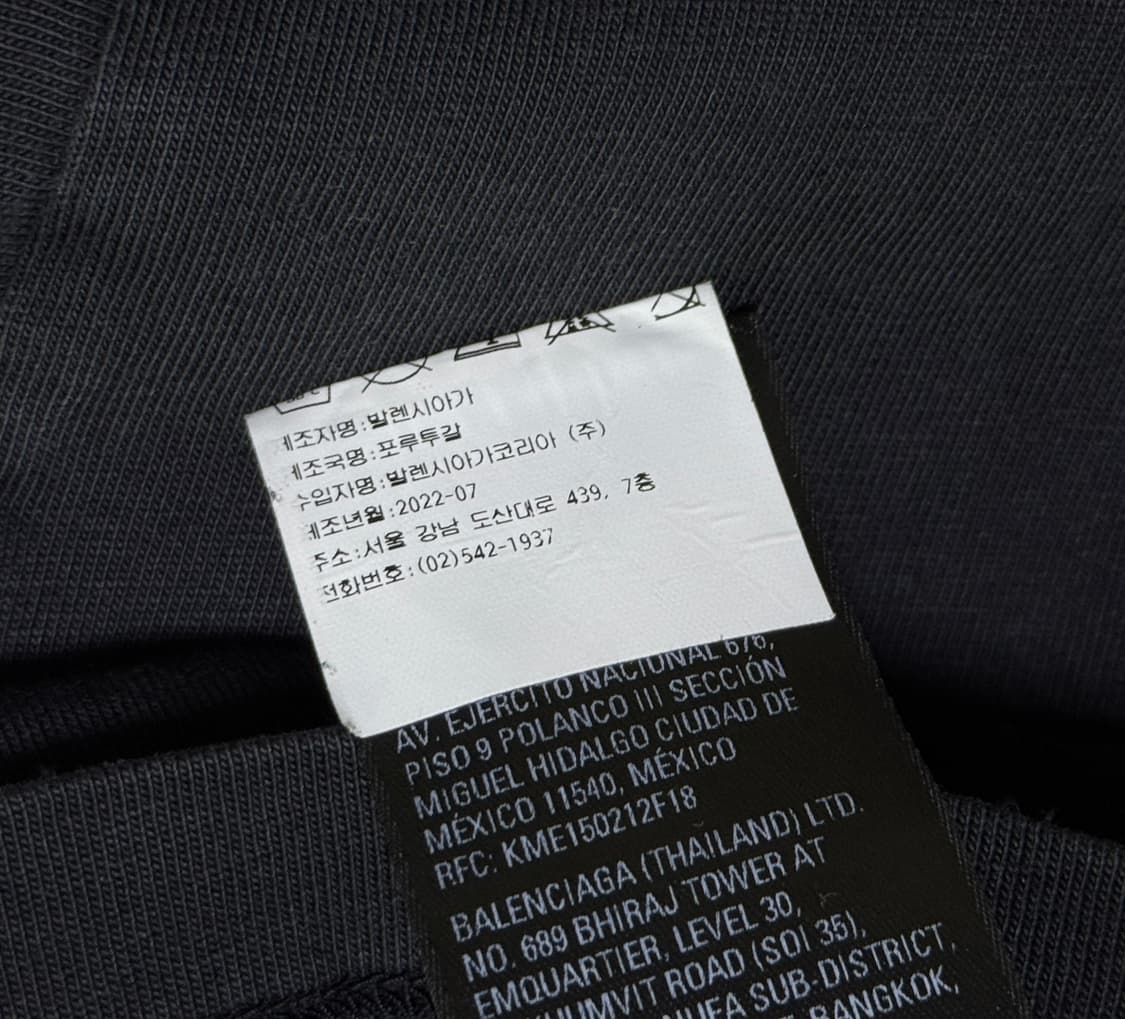 제조자명:발렌시아가
제조국명:포루투갈
수입자명:발렌시아가코리아 (주)
제조년월:2022-07
주소:서울 강남 도산대로 439, 7층
전화번호:(02)542-1937
AV. EJERCITO NACIONAL 678,
PISO 9 POLANCO III SECCIÓN
MIGUEL HIDALGO CIUDAD DE
MÉXICO 11540, MÉXICO
RFC: KME150212F18
BALENCIAGA (THAILAND) LTD.
NO. 689 BHIRAJ TOWER AT
EMQUARTIER, LEVEL 30,
ROAD (SOI 35),
SUB-DISTRICT,
BANGKOK,